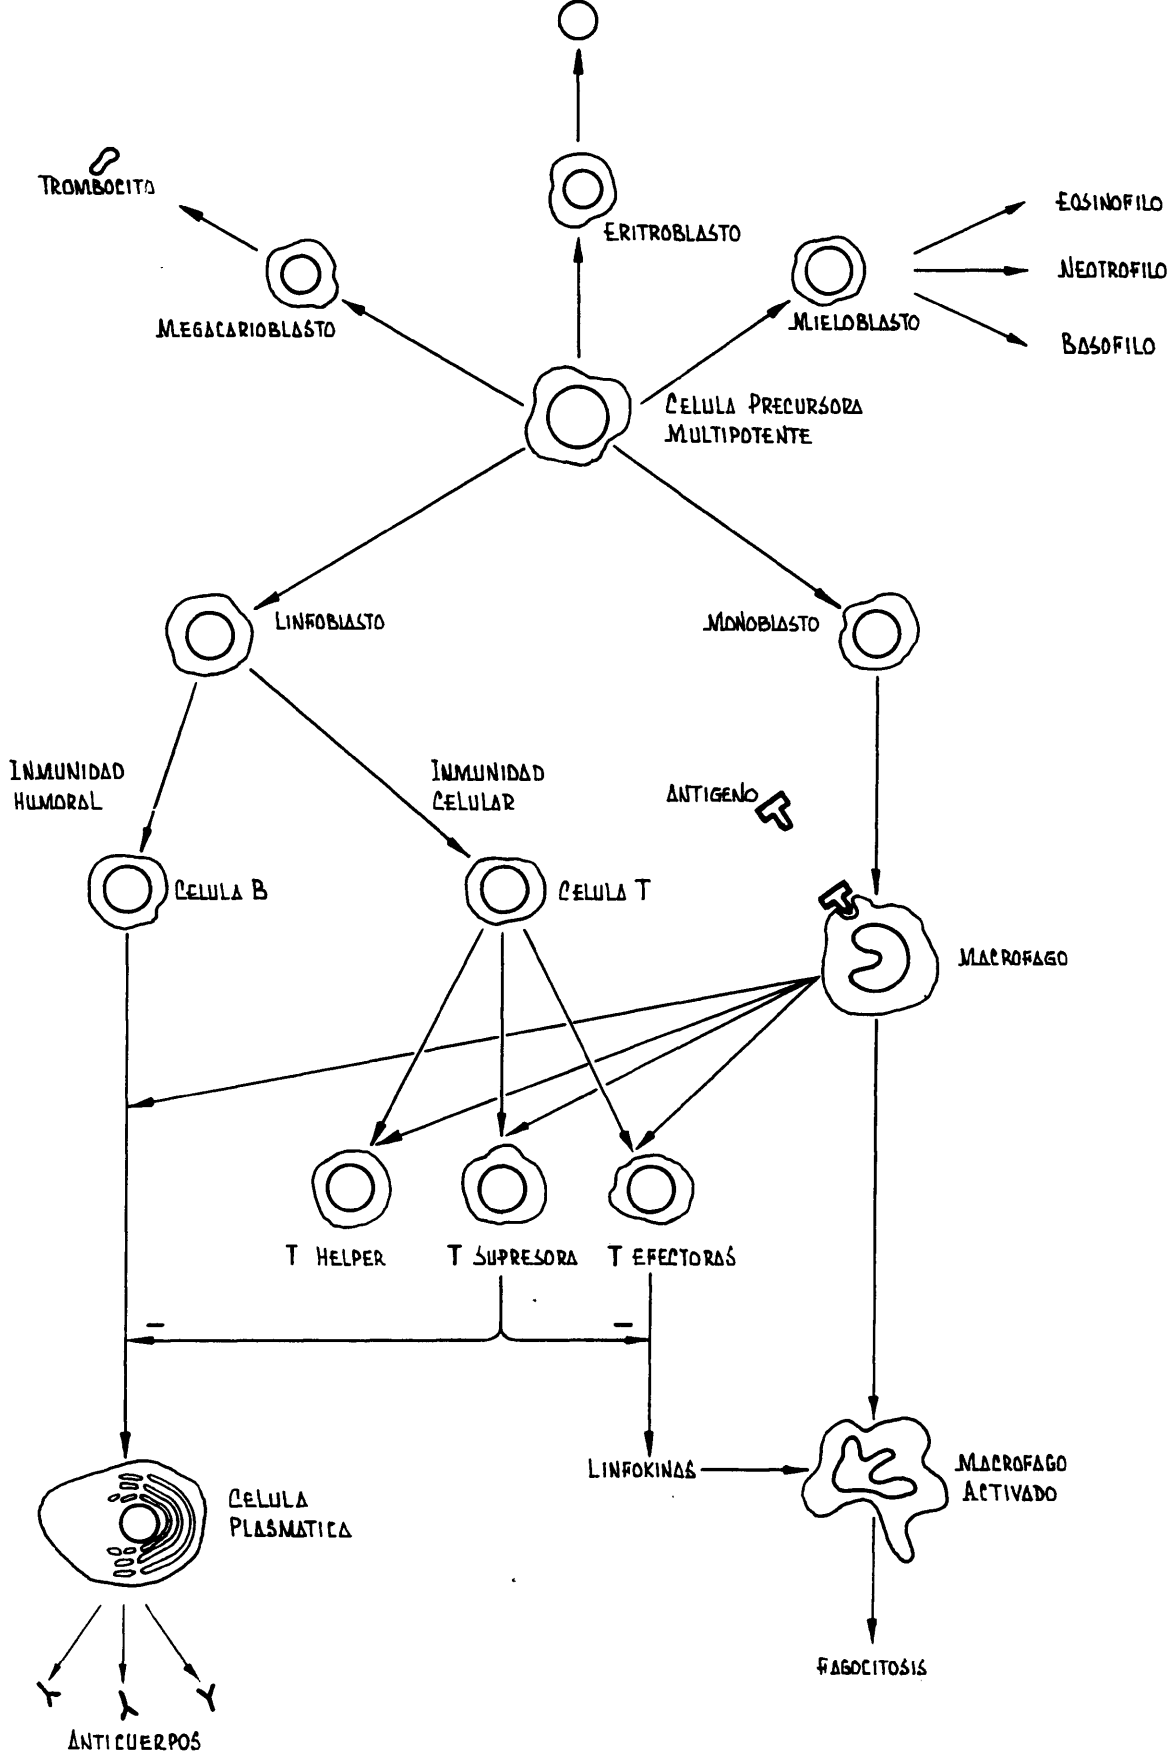 TROMBOCITO
ERITROBLASTO
EOSINOFILO
NEOTROFILO
MEGACARIOBLASTO
MIELOBLASTO
BASOFILO
CELULA PRECURSORA
MULTIPOTENTE
LINFOBLASTO
MONOBLASTO
INMUNIDAD
HUMORAL
INMUNIDAD
CELULAR
ANTIGENO
CELULA B
CELULA T
MACROFAGO
T HELPER
T SUPRESORA
T EFECTORAS
–
–
LINFOKINAS
MACROFAGO
ACTIVADO
CELULA
PLASMATICA
FAGOCITOSIS
ANTICUERPOS